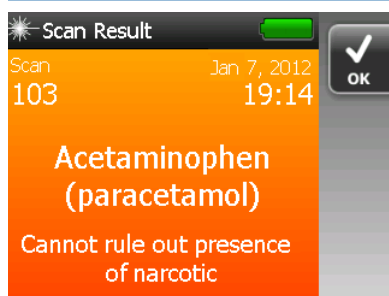 Scan Result
Scan
Jan 7, 2012
103
19:14
OK
Acetaminophen
(paracetamol)
Cannot rule out presence
of narcotic